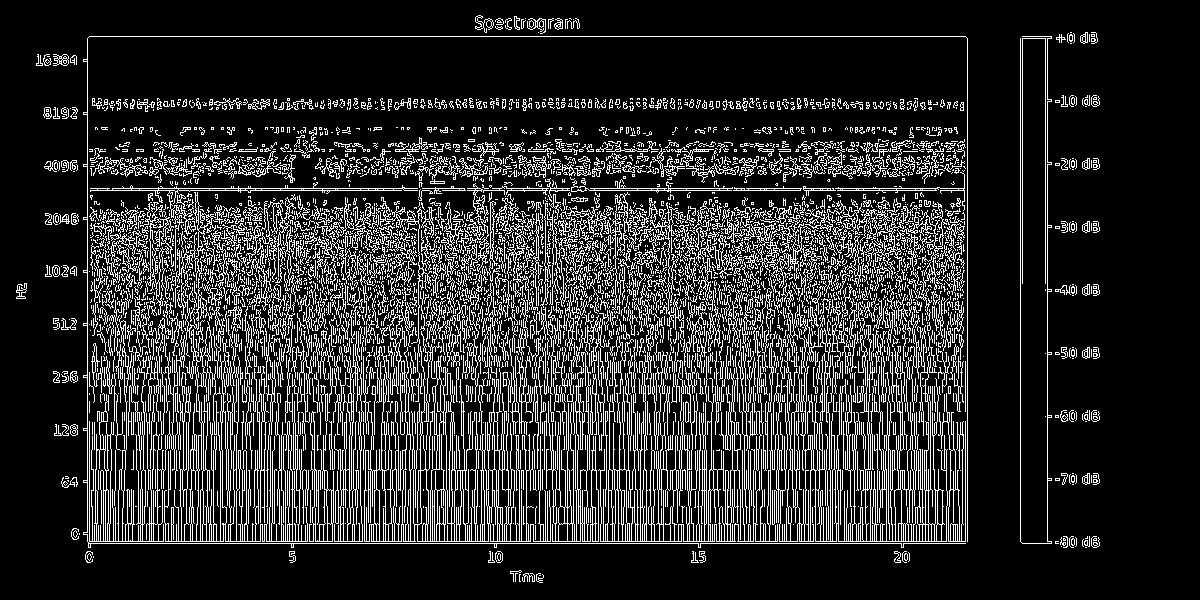 Spectrogram
16384
8192
4096
2048
1024
512
256
128
64
0
Hz
0 5 10 15 20
Time
+0 dB
-10 dB
-20 dB
-30 dB
-40 dB
-50 dB
-60 dB
-70 dB
-80 dB